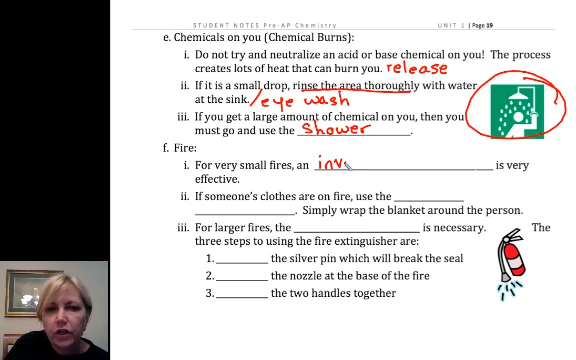 STUDENT NOTES Pre-AP Chemistry UNIT 1 | Page 19
e. Chemicals on you (Chemical Burns):
i. Do not try and neutralize an acid or base chemical on you! The process
creates lots of heat that can burn you. release
ii. If it is a small drop, rinse the area thoroughly with water
at the sink. /eye wash
iii. If you get a large amount of chemical on you, then you
must go and use the shower.
f. Fire:
i. For very small fires, an inv is very
effective.
ii. If someone's clothes are on fire, use the
. Simply wrap the blanket around the person.
iii. For larger fires, the is necessary. The
three steps to using the fire extinguisher are:
1. the silver pin which will break the seal
2. the nozzle at the base of the fire
3. the two handles together